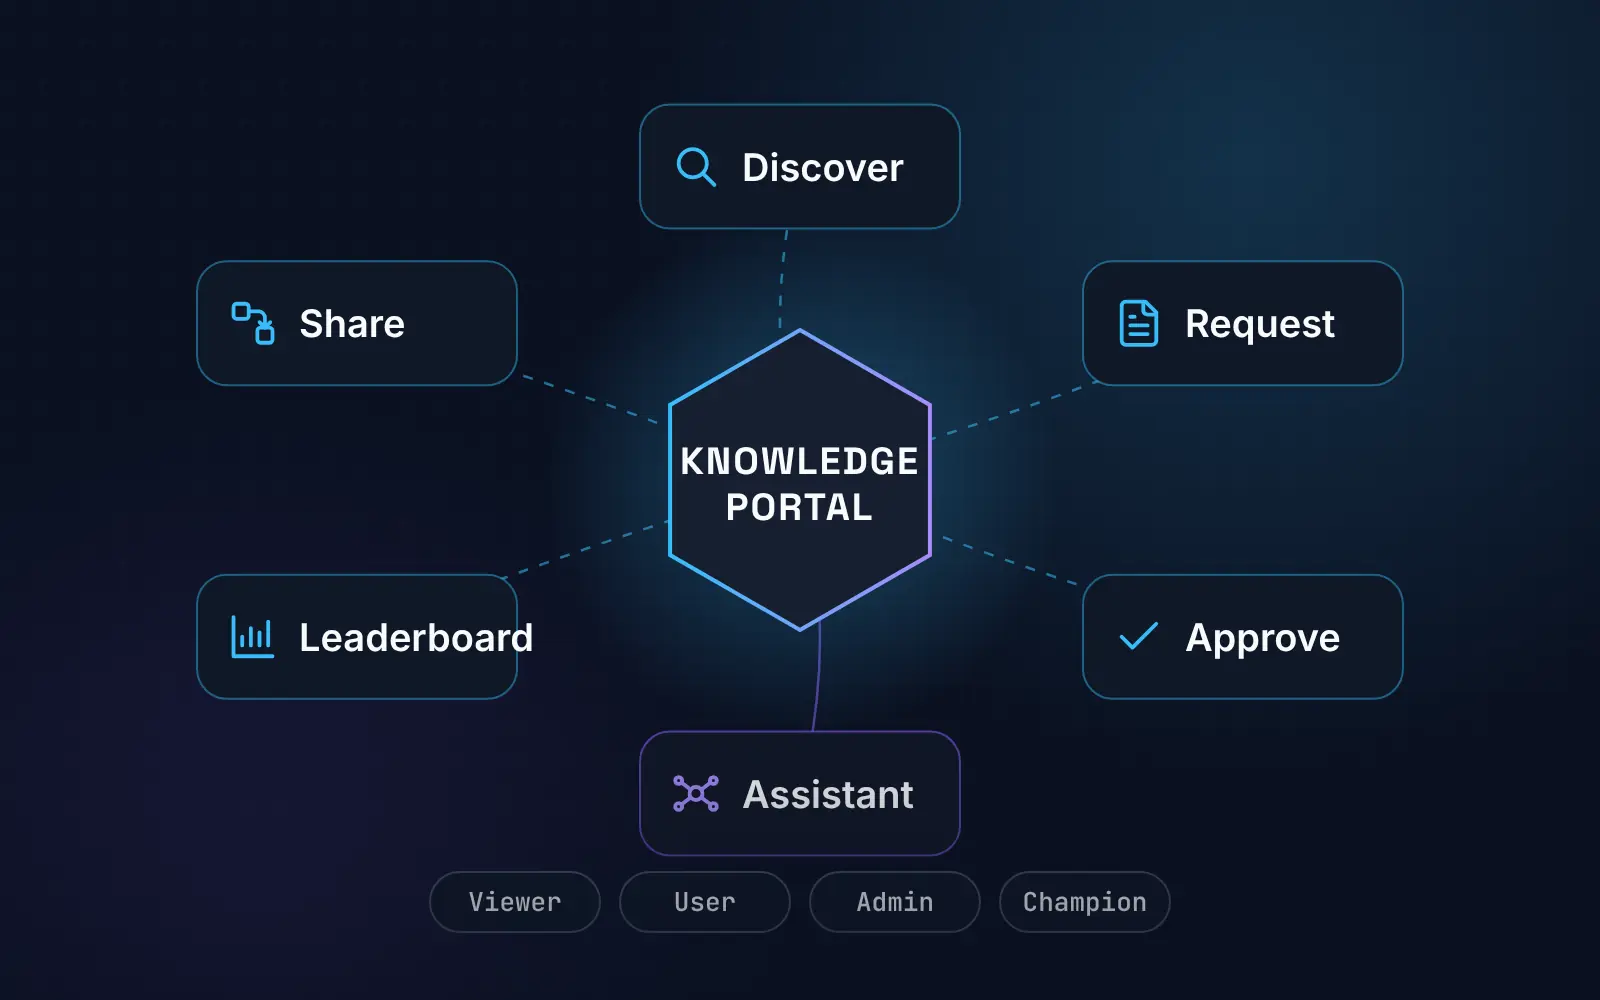 Discover
Share
Request
KNOWLEDGE
PORTAL
Leaderboard
Approve
Assistant
Viewer
User
Admin
Champion